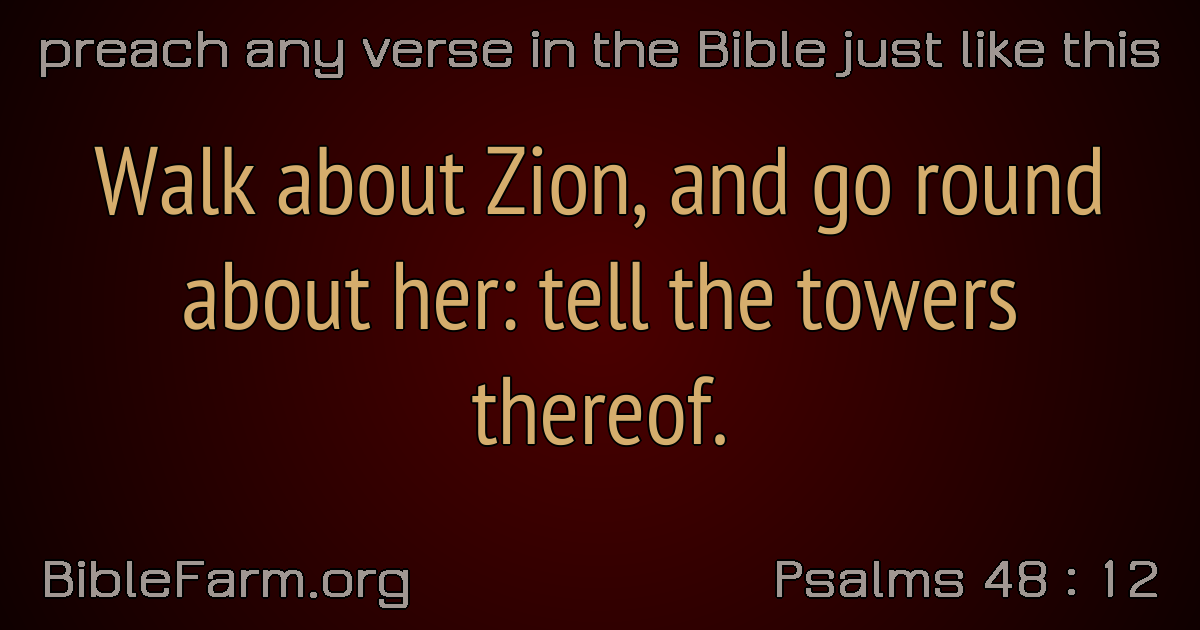 preach any verse in the Bible just like this
Walk about Zion, and go round
about her: tell the towers
thereof.
BibleFarm.org
Psalms 48 : 12